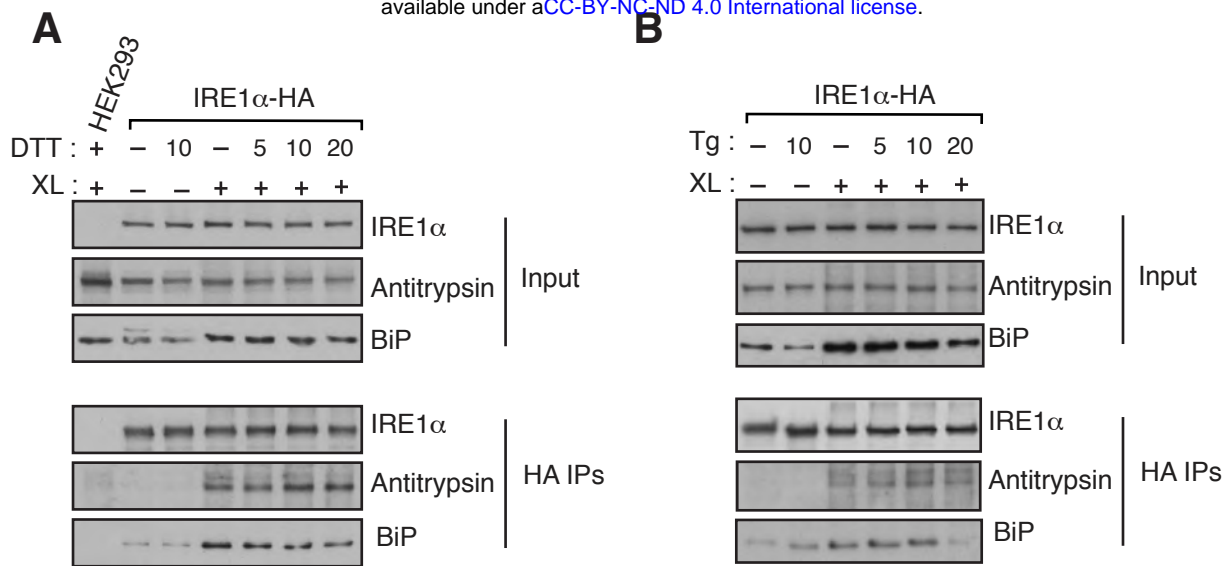 available under aCC-BY-NC-ND 4.0 International license.
A
HEK293
IRE1α-HA
DTT : + – 10 – 5 10 20
XL : + – – + + + +
IRE1α
Antitrypsin
BiP
Input
IRE1α
Antitrypsin
BiP
HA IPs
B
IRE1α-HA
Tg : – 10 – 5 10 20
XL : – – + + + +
IRE1α
Antitrypsin
BiP
Input
IRE1α
Antitrypsin
BiP
HA IPs